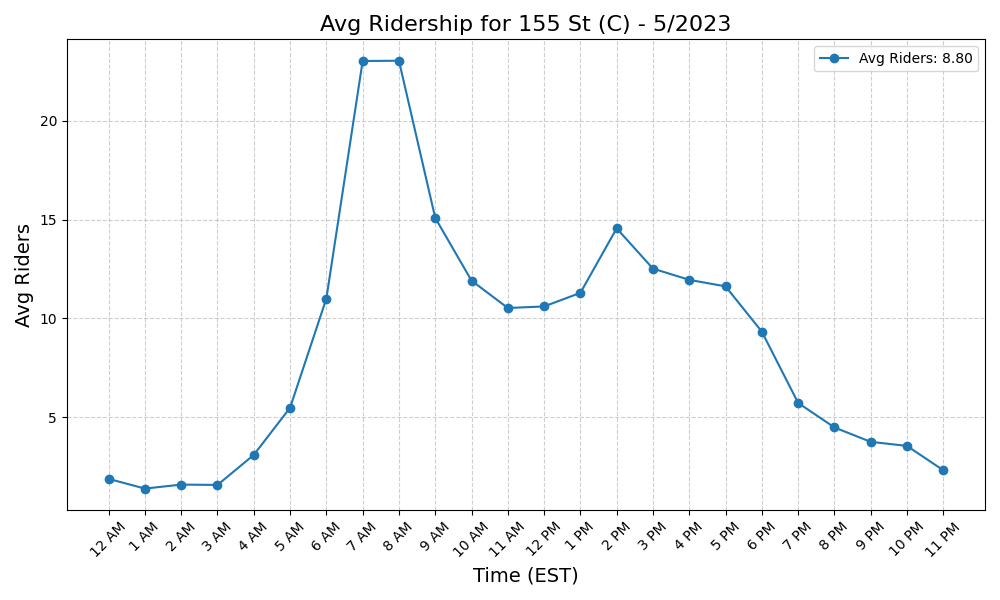 Avg Ridership for 155 St (C) - 5/2023
Avg Riders: 8.80
Avg Riders
20
15
10
5
12 AM
1 AM
2 AM
3 AM
4 AM
5 AM
6 AM
7 AM
8 AM
9 AM
10 AM
11 AM
12 PM
1 PM
2 PM
3 PM
4 PM
5 PM
6 PM
7 PM
8 PM
9 PM
10 PM
11 PM
Time (EST)